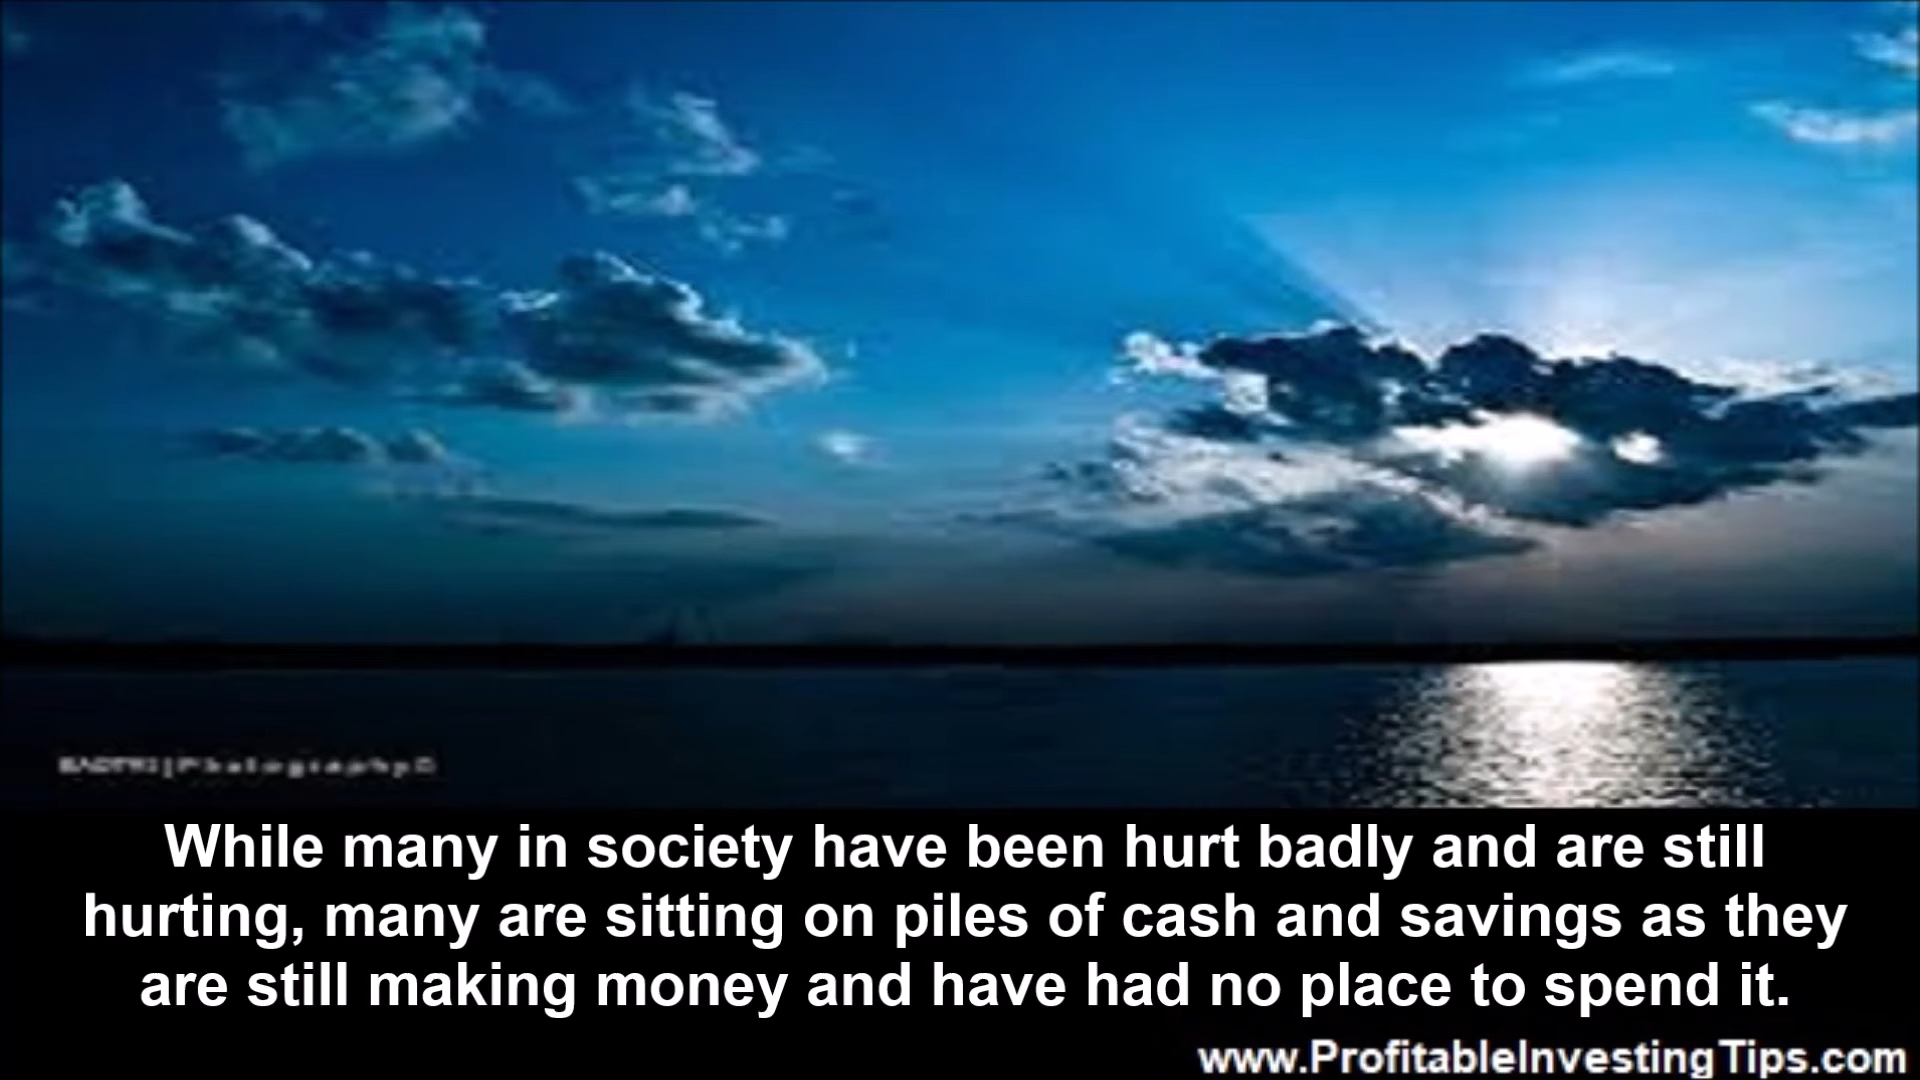 While many in society have been hurt badly and are still
hurting, many are sitting on piles of cash and savings as they
are still making money and have had no place to spend it.
www.ProfitableInvestingTips.com